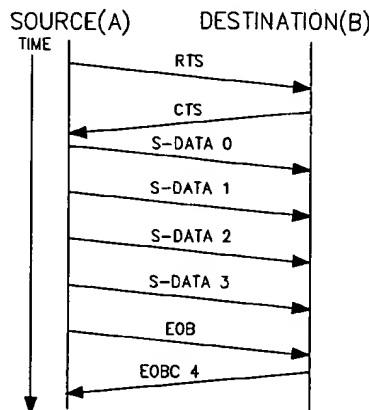 SOURCE(A) DESTINATION(B)
TIME
RTS
CTS
S-DATA 0
S-DATA 1
S-DATA 2
S-DATA 3
EOB
EOBC 4